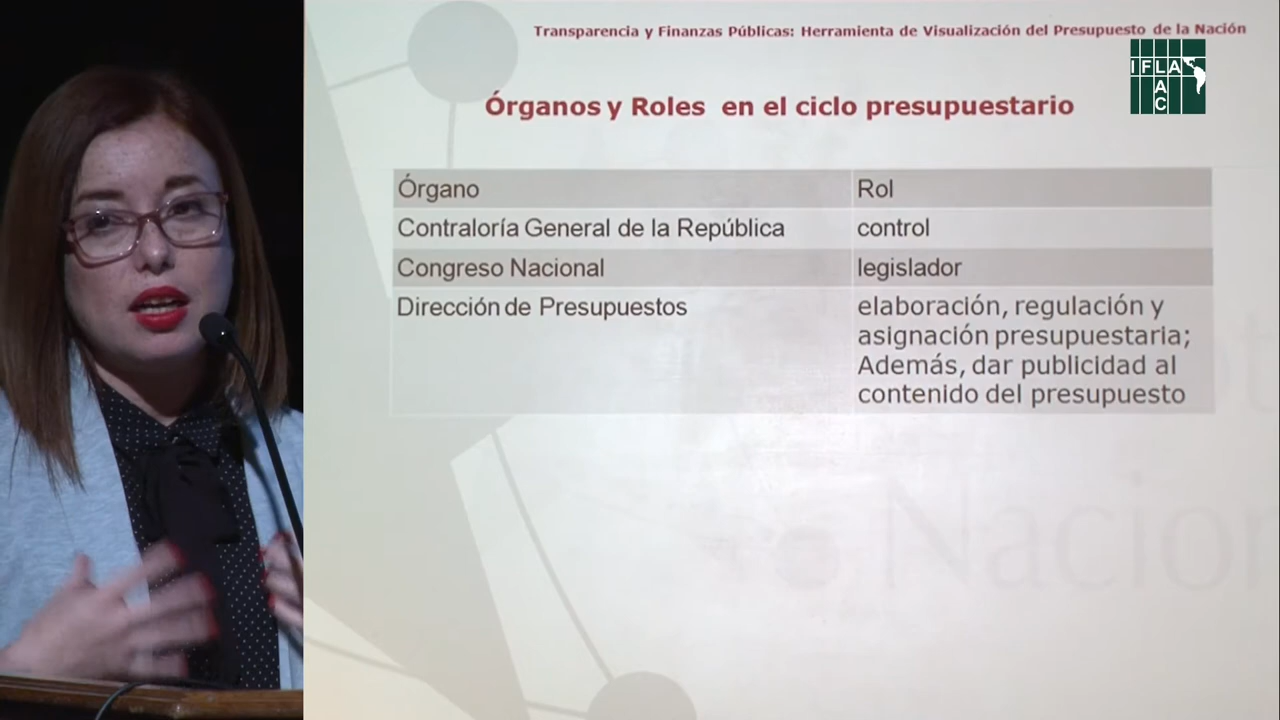 Transparencia y Finanzas Públicas: Herramienta de Visualización del Presupuesto de la Nación
IFLA
LAC
Órganos y Roles en el ciclo presupuestario
Órgano Rol
Contraloría General de la República control
Congreso Nacional legislador
Dirección de Presupuestos elaboración, regulación y
asignación presupuestaria;
Además, dar publicidad al
contenido del presupuesto
Nacion